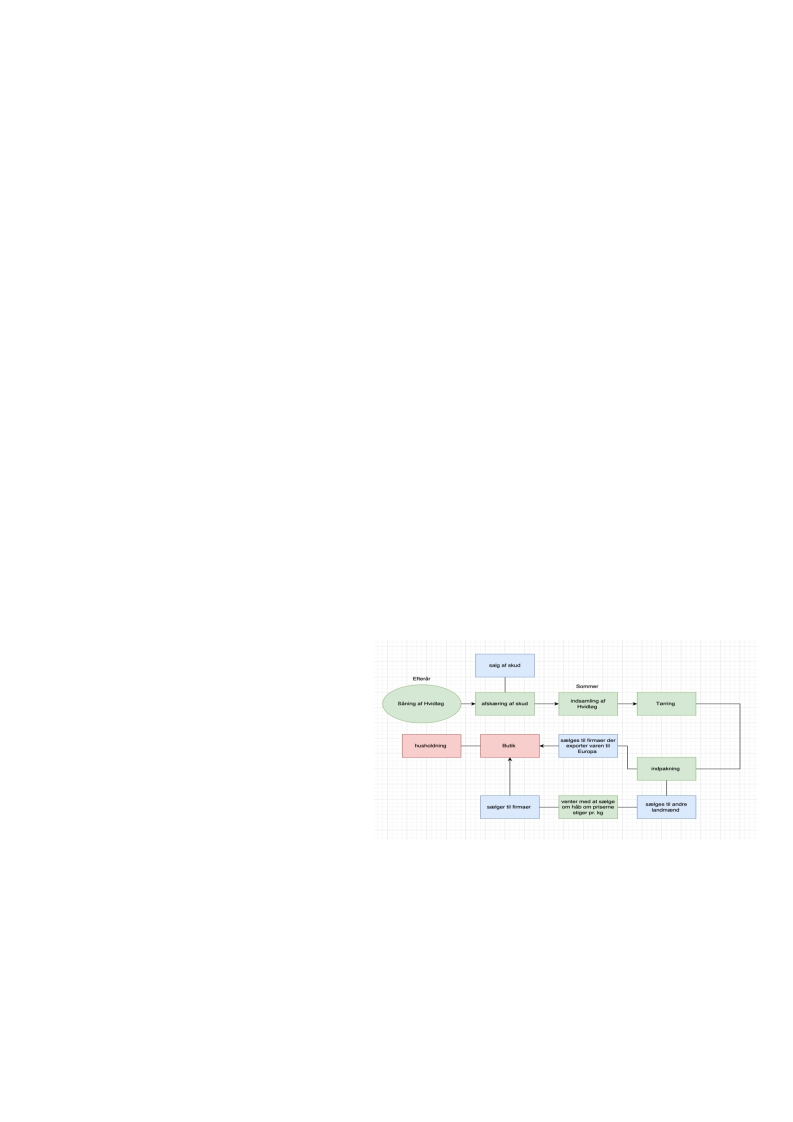 salg af skud
Efterår
Sommer
Såning af Hvidløg
afskæring af skud
indsamling af
Hvidløg
Tørring
husholdning
Butik
sælges til firmaer der
exporter varen til
Europa
indpakning
sælger til firmaer
venter med at sælge
om håb om priserne
stiger pr. kg
sælges til andre
landmænd